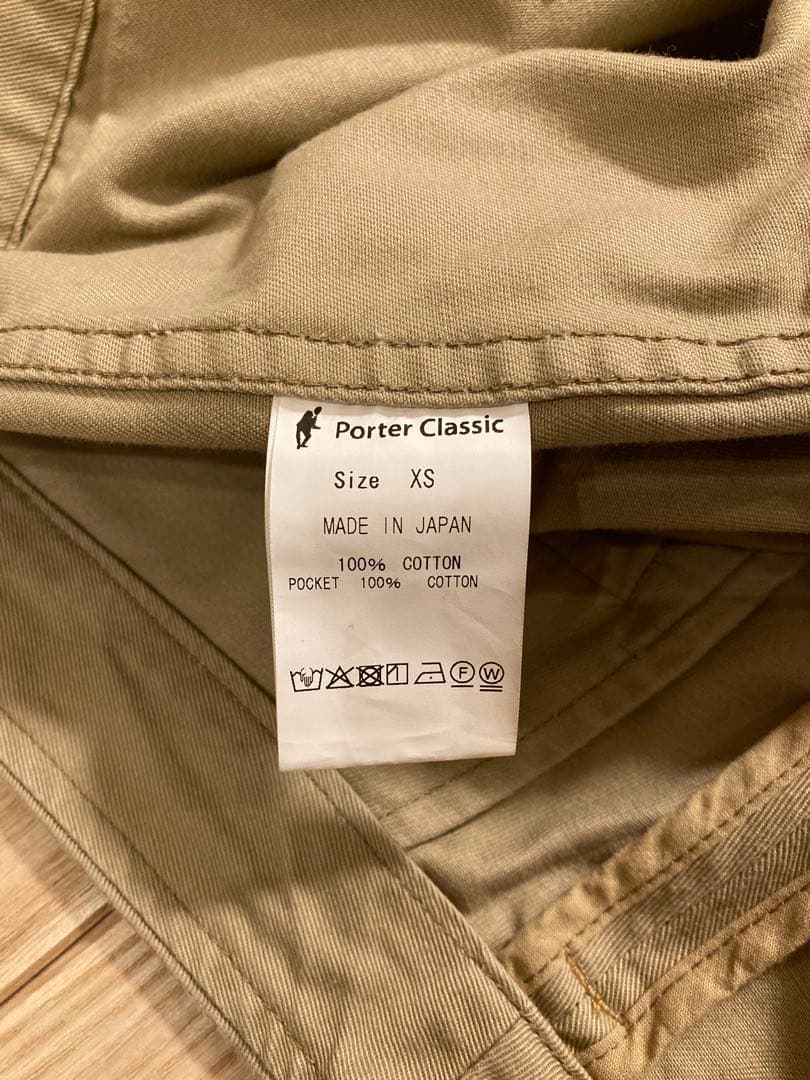 Porter Classic
Size XS
MADE IN JAPAN
100% COTTON
POCKET 100% COTTON
F W